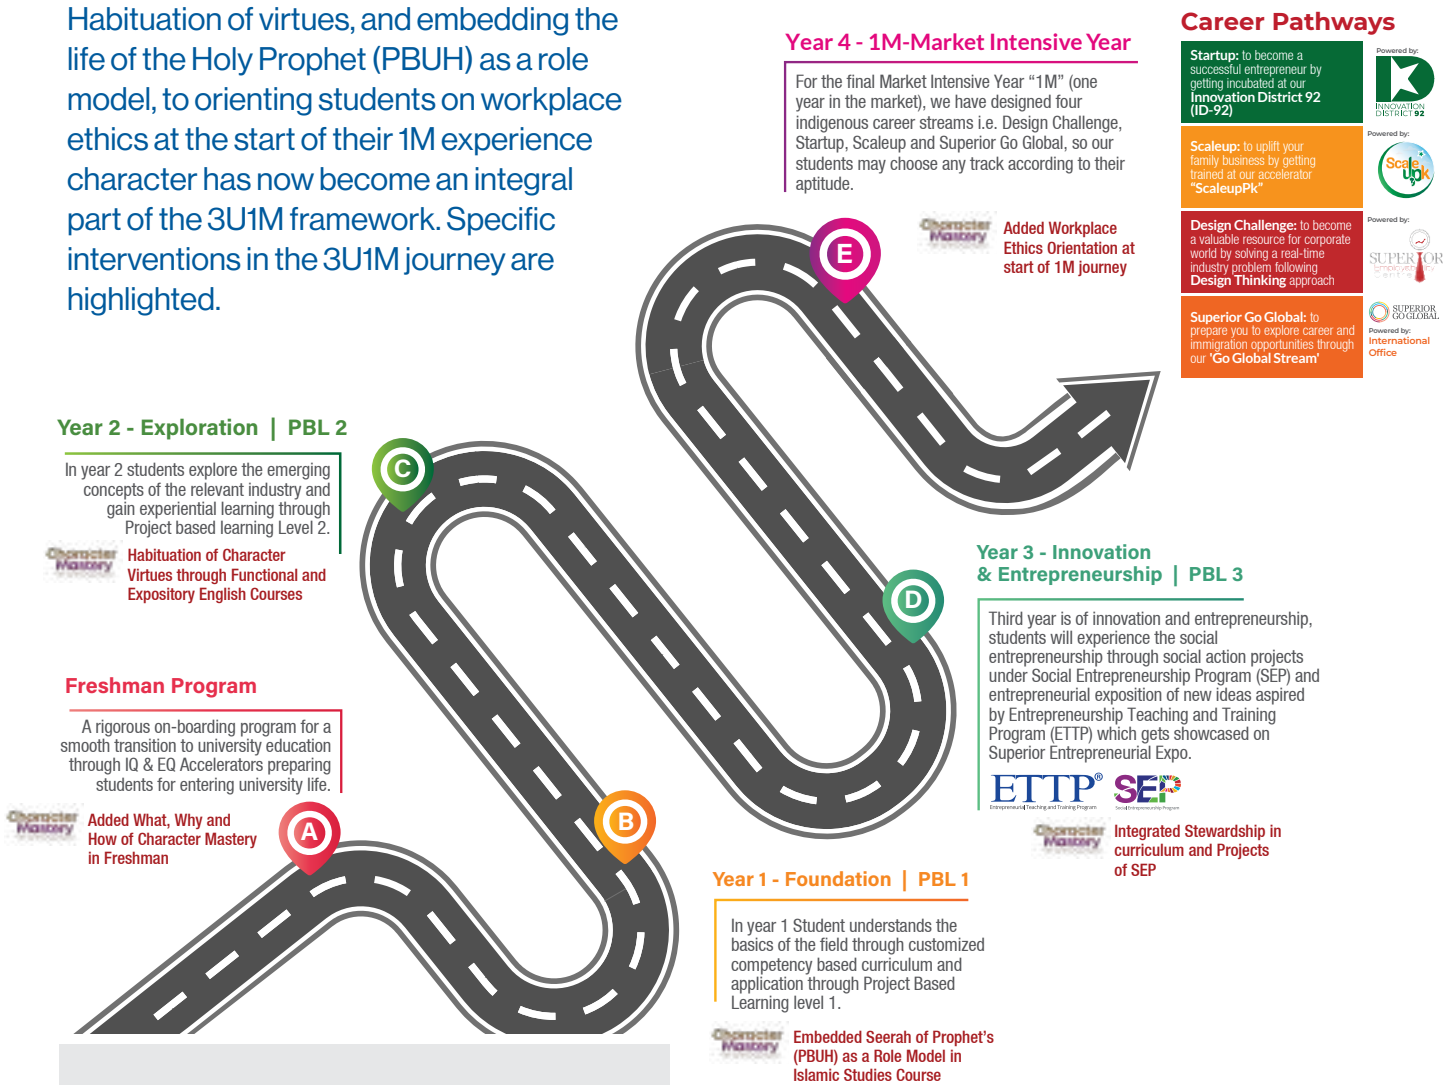 Habituation of virtues, and embedding the
life of the Holy Prophet (PBUH) as a role
model, to orienting students on workplace
ethics at the start of their 1M experience
character has now become an integral
part of the 3U1M framework. Specific
interventions in the 3U1M journey are
highlighted.
Year 4 - 1M-Market Intensive Year
For the final Market Intensive Year “1M” (one
year in the market), we have designed four
indigenous career streams i.e. Design Challenge,
Startup, Scaleup and Superior Go Global, so our
students may choose any track according to their
aptitude.
Character
Mastery
Added Workplace
Ethics Orientation at
start of 1M journey
Career Pathways
Startup: to become a
successful entrepreneur by
getting incubated at our
Innovation District 92
(ID-92)
Powered by:
INNOVATION
DISTRICT 92
Scaleup: to uplift your
family business by getting
trained at our accelerator
"ScaleupPk"
Powered by:
Scale
upk
Design Challenge: to become
a valuable resource for corporate
world by solving a real-time
industry problem following
Design Thinking approach
Powered by:
SUPERIOR
Superior Go Global: to
prepare you to explore career and
immigration opportunities through
our 'Go Global Stream'
SUPERIOR
GO GLOBAL
Powered by:
International
Office
E
Year 2 - Exploration | PBL 2
In year 2 students explore the emerging
concepts of the relevant industry and
gain experiential learning through
Project based learning Level 2.
Character
Mastery
Habituation of Character
Virtues through Functional and
Expository English Courses
C
Year 3 - Innovation
& Entrepreneurship | PBL 3
Third year is of innovation and entrepreneurship,
students will experience the social
entrepreneurship through social action projects
under Social Entrepreneurship Program (SEP) and
entrepreneurial exposition of new ideas aspired
by Entrepreneurship Teaching and Training
Program (ETTP) which gets showcased on
Superior Entrepreneurial Expo.
ETTP®
Entrepreneurial Teaching and Training Program
SEP
Social Entrepreneurship Program
Character
Mastery
Integrated Stewardship in
curriculum and Projects
of SEP
D
Freshman Program
A rigorous on-boarding program for a
smooth transition to university education
through IQ & EQ Accelerators preparing
students for entering university life.
Character
Mastery
Added What, Why and
How of Character Mastery
in Freshman
A
B
Year 1 - Foundation | PBL 1
In year 1 Student understands the
basics of the field through customized
competency based curriculum and
application through Project Based
Learning level 1.
Character
Mastery
Embedded Seerah of Prophet’s
(PBUH) as a Role Model in
Islamic Studies Course